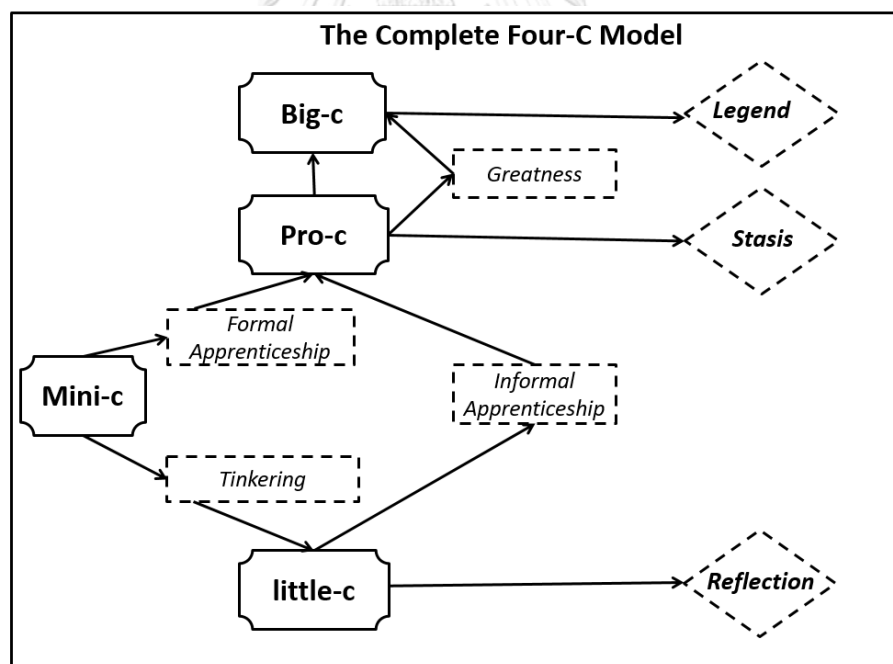 The Complete Four-C Model
Big-c
Legend
Greatness
Pro-c
Stasis
Formal
Apprenticeship
Mini-c
Informal
Apprenticeship
Tinkering
little-c
Reflection